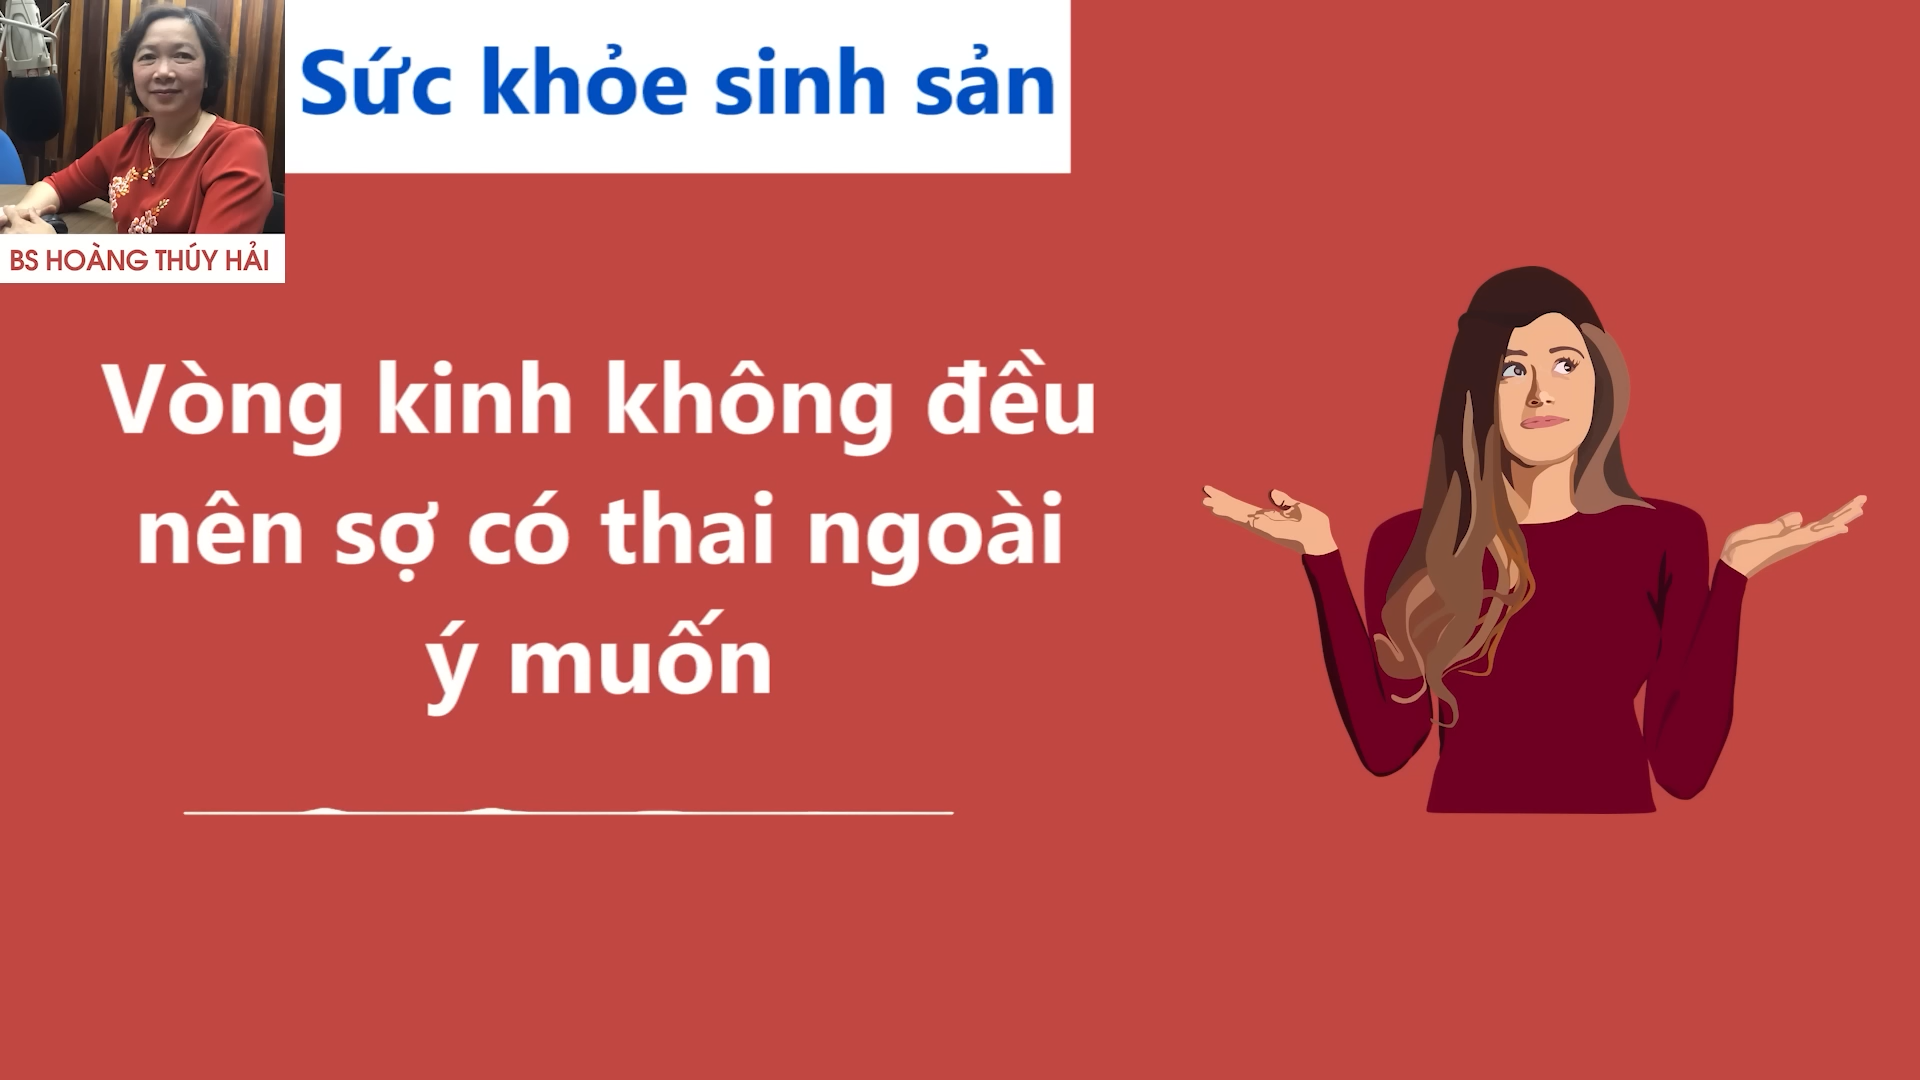 Sức khỏe sinh sản
BS HOÀNG THÚY HẢI
Vòng kinh không đều
nên sợ có thai ngoài
ý muốn